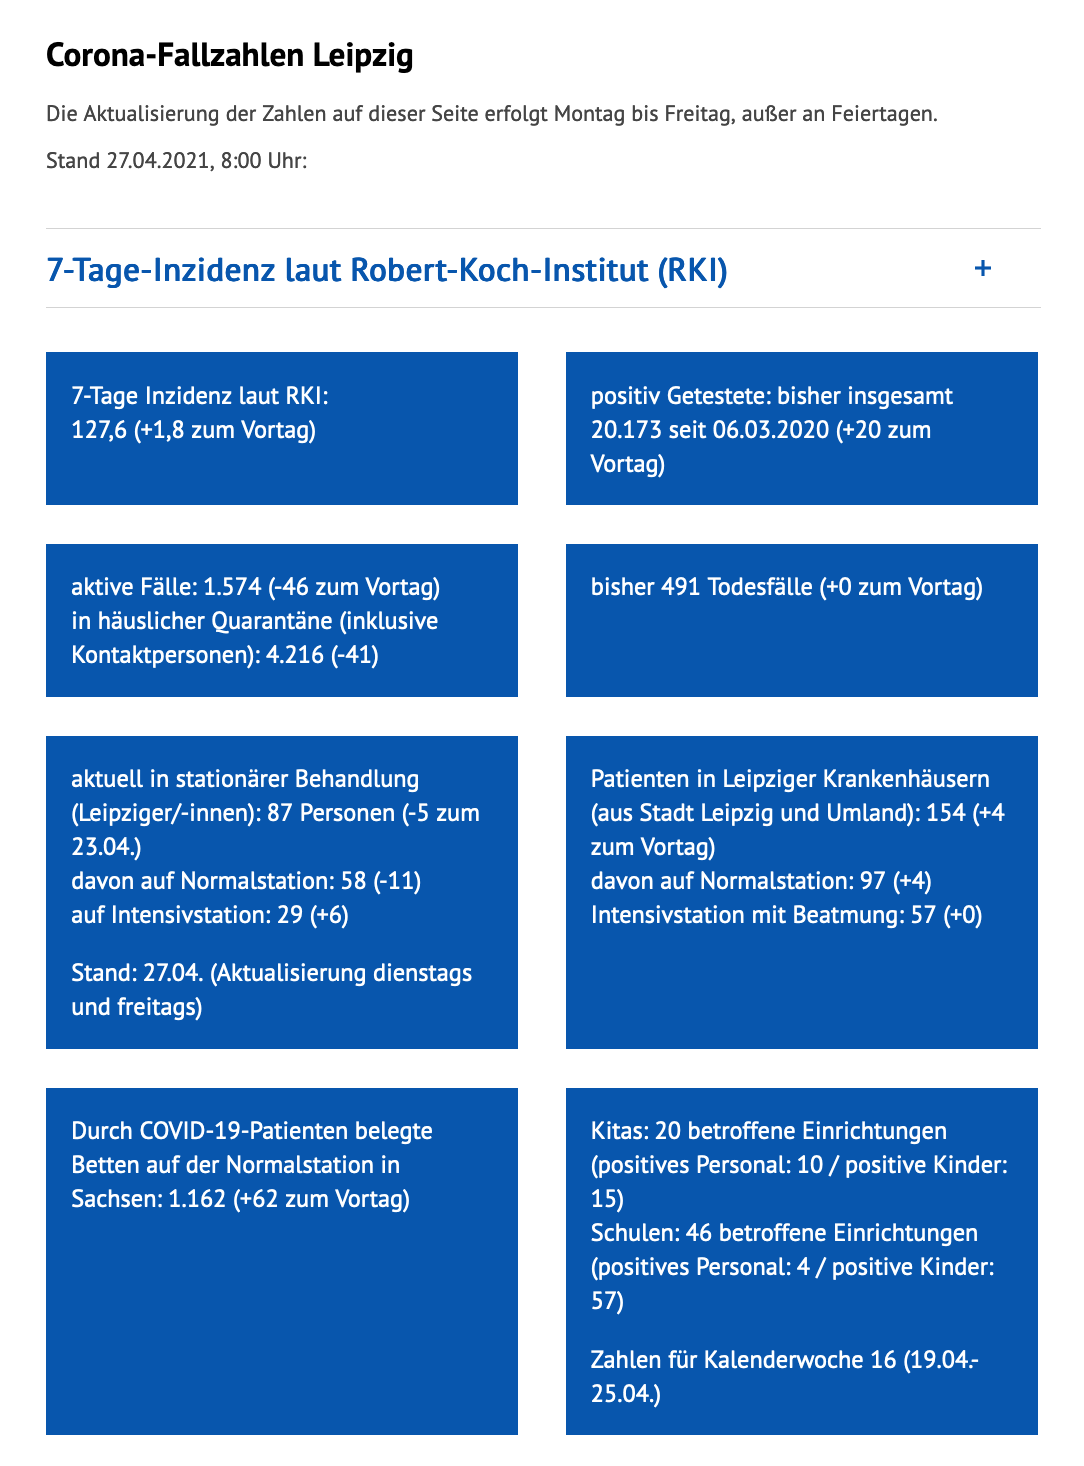 Corona-Fallzahlen Leipzig
Die Aktualisierung der Zahlen auf dieser Seite erfolgt Montag bis Freitag, außer an Feiertagen.
Stand 27.04.2021, 8:00 Uhr:
7-Tage-Inzidenz laut Robert-Koch-Institut (RKI) +
7-Tage Inzidenz laut RKI:
127,6 (+1,8 zum Vortag)
positiv Getestete: bisher insgesamt
20.173 seit 06.03.2020 (+20 zum
Vortag)
aktive Fälle: 1.574 (-46 zum Vortag)
in häuslicher Quarantäne (inklusive
Kontaktpersonen): 4.216 (-41)
bisher 491 Todesfälle (+0 zum Vortag)
aktuell in stationärer Behandlung
(Leipziger/-innen): 87 Personen (-5 zum
23.04.)
davon auf Normalstation: 58 (-11)
auf Intensivstation: 29 (+6)
Stand: 27.04. (Aktualisierung dienstags
und freitags)
Patienten in Leipziger Krankenhäusern
(aus Stadt Leipzig und Umland): 154 (+4
zum Vortag)
davon auf Normalstation: 97 (+4)
Intensivstation mit Beatmung: 57 (+0)
Durch COVID-19-Patienten belegte
Betten auf der Normalstation in
Sachsen: 1.162 (+62 zum Vortag)
Kitas: 20 betroffene Einrichtungen
(positives Personal: 10 / positive Kinder:
15)
Schulen: 46 betroffene Einrichtungen
(positives Personal: 4 / positive Kinder:
57)
Zahlen für Kalenderwoche 16 (19.04.-
25.04.)